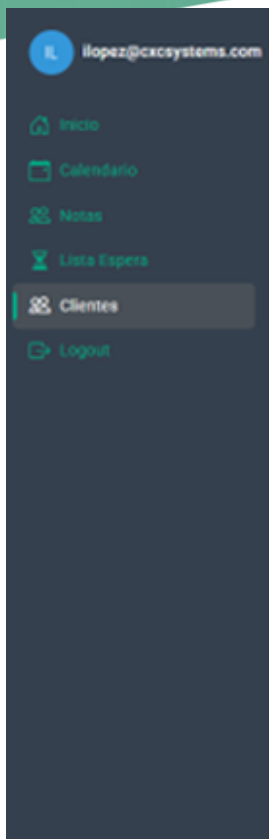 IL ilopez@cxcsystems.com
Inicio
Calendario
Notas
Lista Espera
Clientes
Logout